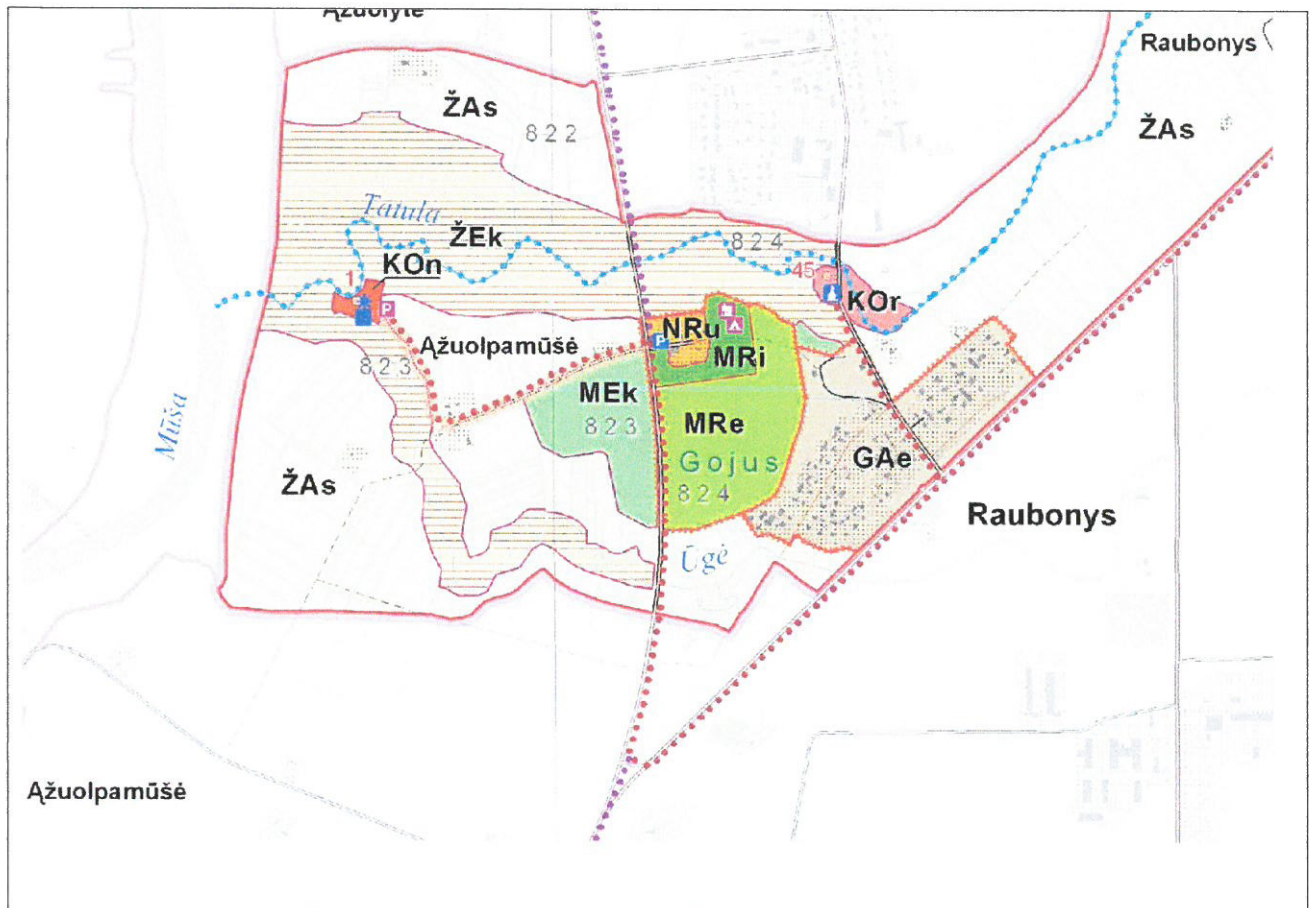 Ąžuolytė
Raubonys
ŽAs
822
ŽAs
Tatula
ŽEk
824
KOn
1
45
KOr
P
NRu
P
MRi
Ąžuolpamūšė
823
MEk
823
MRe
Gojus
824
GAe
Mūša
ŽAs
Raubonys
Ūgė
Ąžuolpamūšė